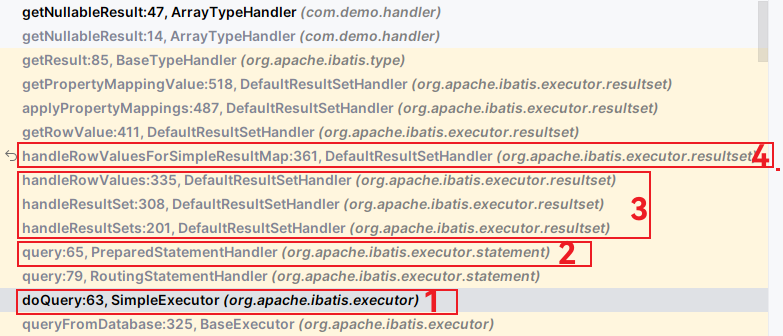 getNullableResult:47, ArrayTypeHandler (com.demo.handler)
getNullableResult:14, ArrayTypeHandler (com.demo.handler)
getResult:85, BaseTypeHandler (org.apache.ibatis.type)
getPropertyMappingValue:518, DefaultResultSetHandler (org.apache.ibatis.executor.resultset)
applyPropertyMappings:487, DefaultResultSetHandler (org.apache.ibatis.executor.resultset)
getRowValue:411, DefaultResultSetHandler (org.apache.ibatis.executor.resultset)
handleRowValuesForSimpleResultMap:361, DefaultResultSetHandler (org.apache.ibatis.executor.resultset) 4
handleRowValues:335, DefaultResultSetHandler (org.apache.ibatis.executor.resultset)
handleResultSet:308, DefaultResultSetHandler (org.apache.ibatis.executor.resultset) 3
handleResultSets:201, DefaultResultSetHandler (org.apache.ibatis.executor.resultset)
query:65, PreparedStatementHandler (org.apache.ibatis.executor.statement) 2
query:79, RoutingStatementHandler (org.apache.ibatis.executor.statement)
doQuery:63, SimpleExecutor (org.apache.ibatis.executor) 1
queryFromDatabase:325, BaseExecutor (org.apache.ibatis.executor)